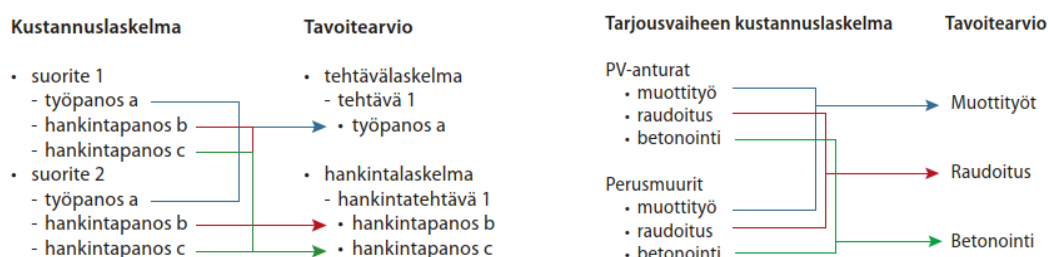 Kustannuslaskelma
• suorite 1
- työpanos a
- hankintapanos b
- hankintapanos c
• suorite 2
- työpanos a
- hankintapanos b
- hankintapanos c
Tavoitearvio
• tehtävälaskelma
- tehtävä 1
• työpanos a
• hankintalaskelma
- hankintatehtävä 1
• hankintapanos b
• hankintapanos c
Tarjousvaiheen kustannuslaskelma
PV-anturat
• muottityö
• raudoitus
• betonointi
Perusmuurit
• muottityö
• raudoitus
• betonointi
Tavoitearvio
Muottityöt
Raudoitus
Betonointi